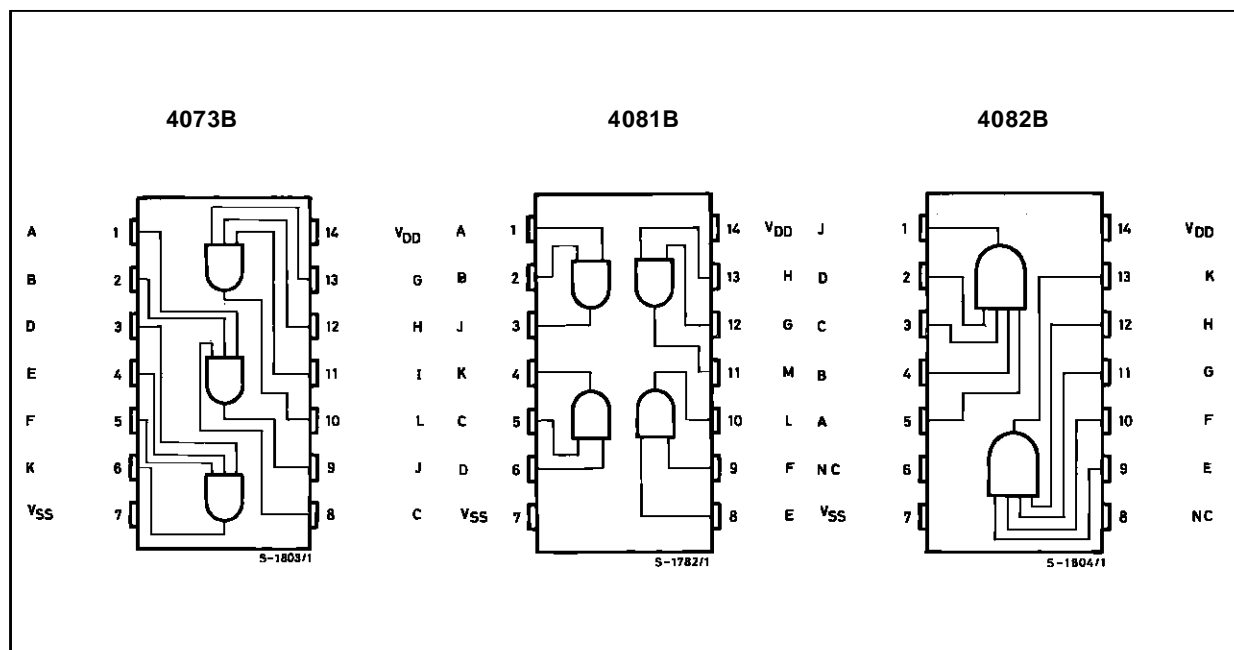 4073B 4081B 4082B
A 1 14 VDD A 1 14 VDD J 1 14 VDD
B 2 13 G B 2 13 H D 2 13 K
D 3 12 H J 3 12 G C 3 12 H
E 4 11 I K 4 11 M B 4 11 G
F 5 10 L C 5 10 L A 5 10 F
K 6 9 J D 6 9 F NC 6 9 E
VSS 7 8 C VSS 7 8 E VSS 7 8 NC
S-1803/1 S-1782/1 S-1804/1